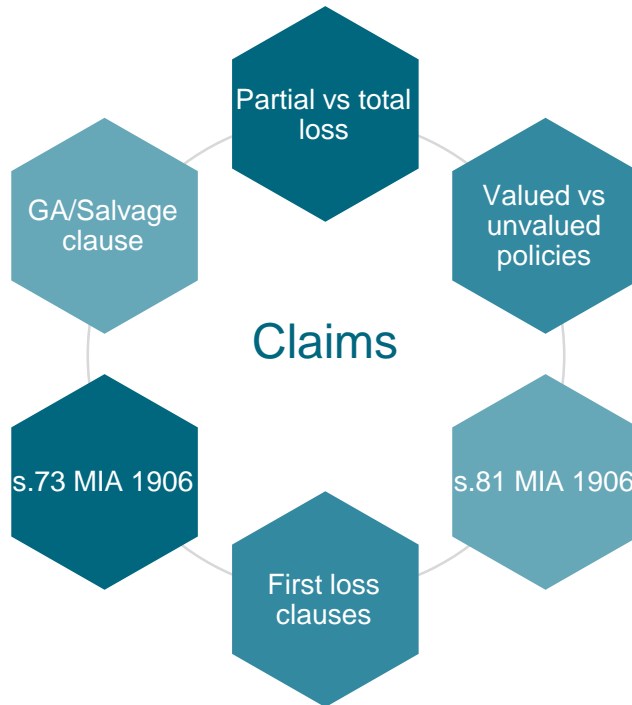 Partial vs total
loss
GA/Salvage
clause
Valued vs
unvalued
policies
Claims
s.73 MIA 1906
s.81 MIA 1906
First loss
clauses